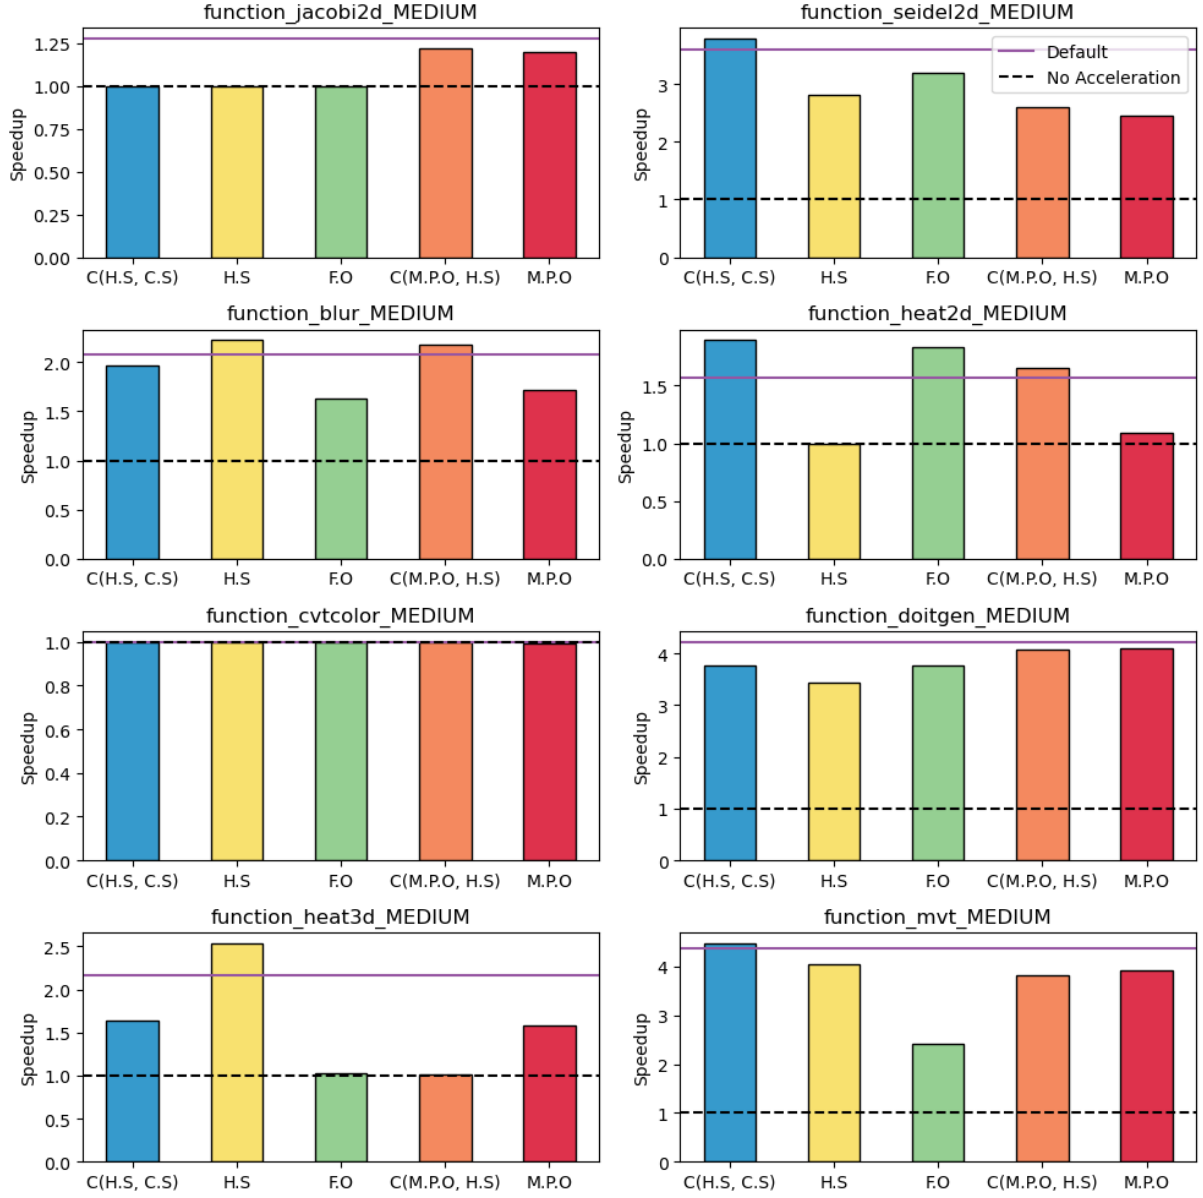 function_jacobi2d_MEDIUM
Speedup
1.25
1.00
0.75
0.50
0.25
0.00
C(H.S, C.S) H.S F.O C(M.P.O, H.S) M.P.O
function_seidel2d_MEDIUM
Speedup
3
2
1
0
Default
No Acceleration
C(H.S, C.S) H.S F.O C(M.P.O, H.S) M.P.O
function_blur_MEDIUM
Speedup
2.0
1.5
1.0
0.5
0.0
C(H.S, C.S) H.S F.O C(M.P.O, H.S) M.P.O
function_heat2d_MEDIUM
Speedup
1.5
1.0
0.5
0.0
C(H.S, C.S) H.S F.O C(M.P.O, H.S) M.P.O
function_cvtcolor_MEDIUM
Speedup
1.0
0.8
0.6
0.4
0.2
0.0
C(H.S, C.S) H.S F.O C(M.P.O, H.S) M.P.O
function_doitgen_MEDIUM
Speedup
4
3
2
1
0
C(H.S, C.S) H.S F.O C(M.P.O, H.S) M.P.O
function_heat3d_MEDIUM
Speedup
2.5
2.0
1.5
1.0
0.5
0.0
C(H.S, C.S) H.S F.O C(M.P.O, H.S) M.P.O
function_mvt_MEDIUM
Speedup
4
3
2
1
0
C(H.S, C.S) H.S F.O C(M.P.O, H.S) M.P.O